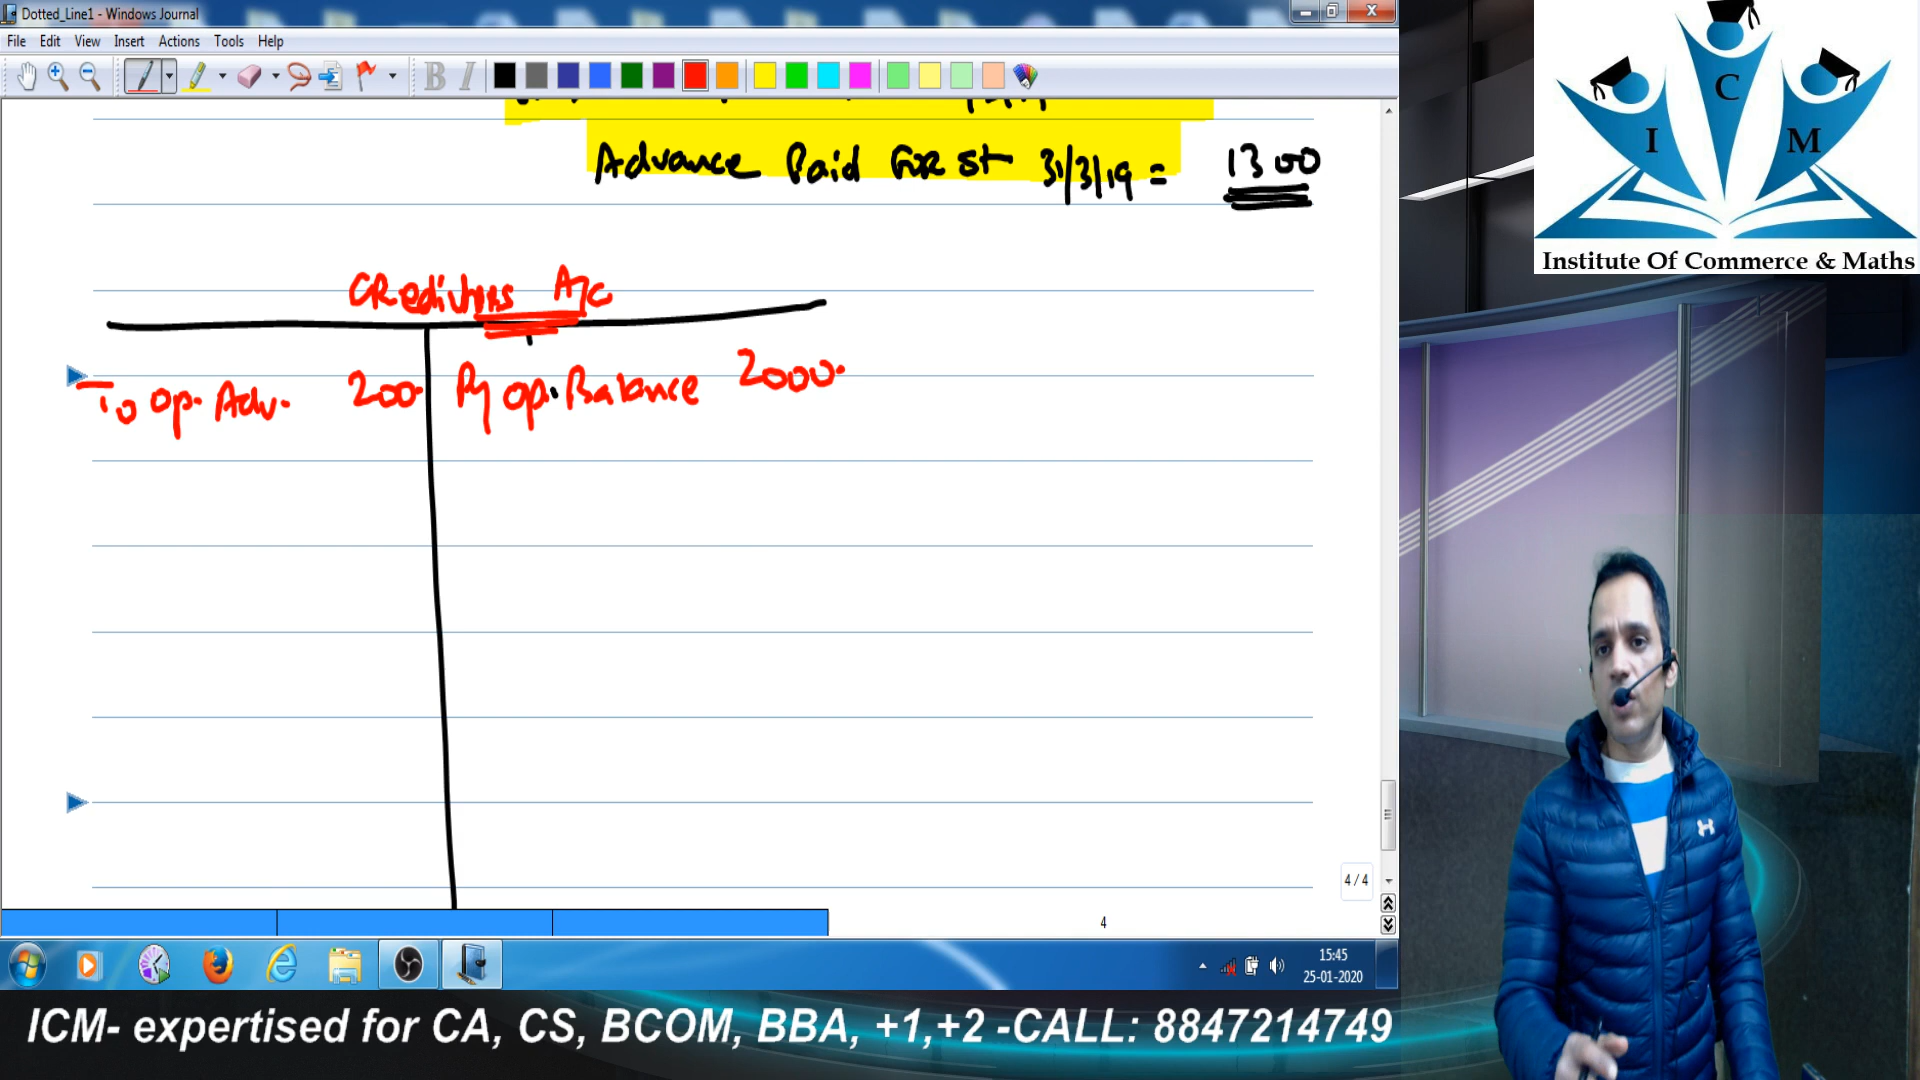 Dotted_Line1 - Windows Journal
File Edit View Insert Actions Tools Help
B I
Advance Paid for st 31/3/19 = 1300
CReditors A/c
To op. Adv. 200 By op. Balance 2000
4 / 4
4
15:45
25-01-2020
I C M
Institute Of Commerce & Maths
ICM- expertised for CA, CS, BCOM, BBA, +1,+2 -CALL: 8847214749